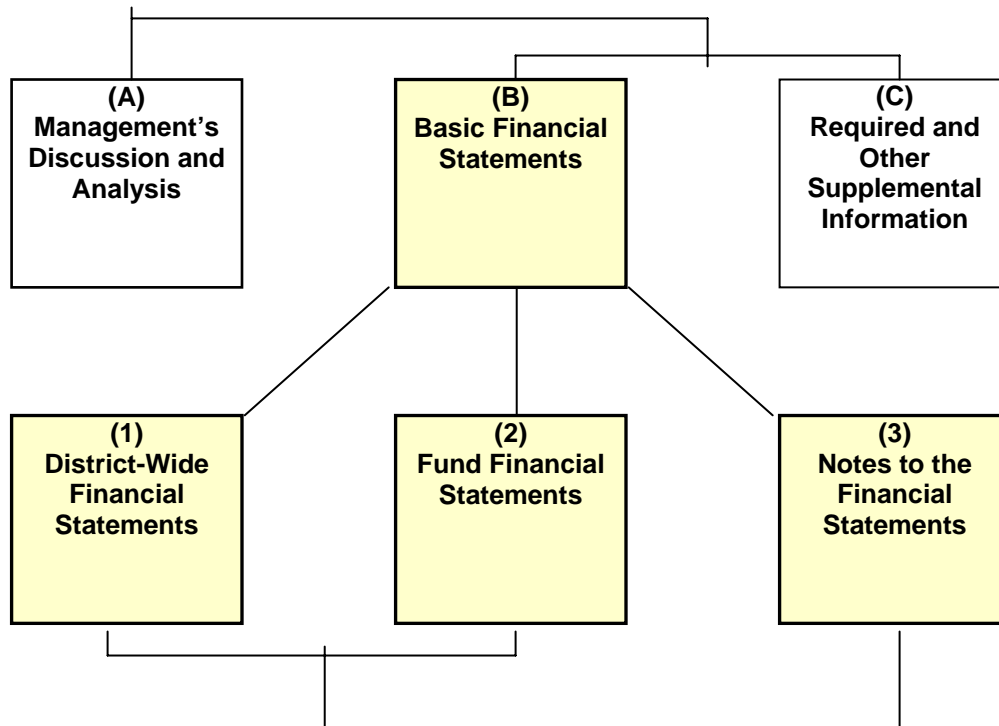 (A)
Management's
Discussion and
Analysis
(B)
Basic Financial
Statements
(C)
Required and
Other
Supplemental
Information
(1)
District-Wide
Financial
Statements
(2)
Fund Financial
Statements
(3)
Notes to the
Financial
Statements